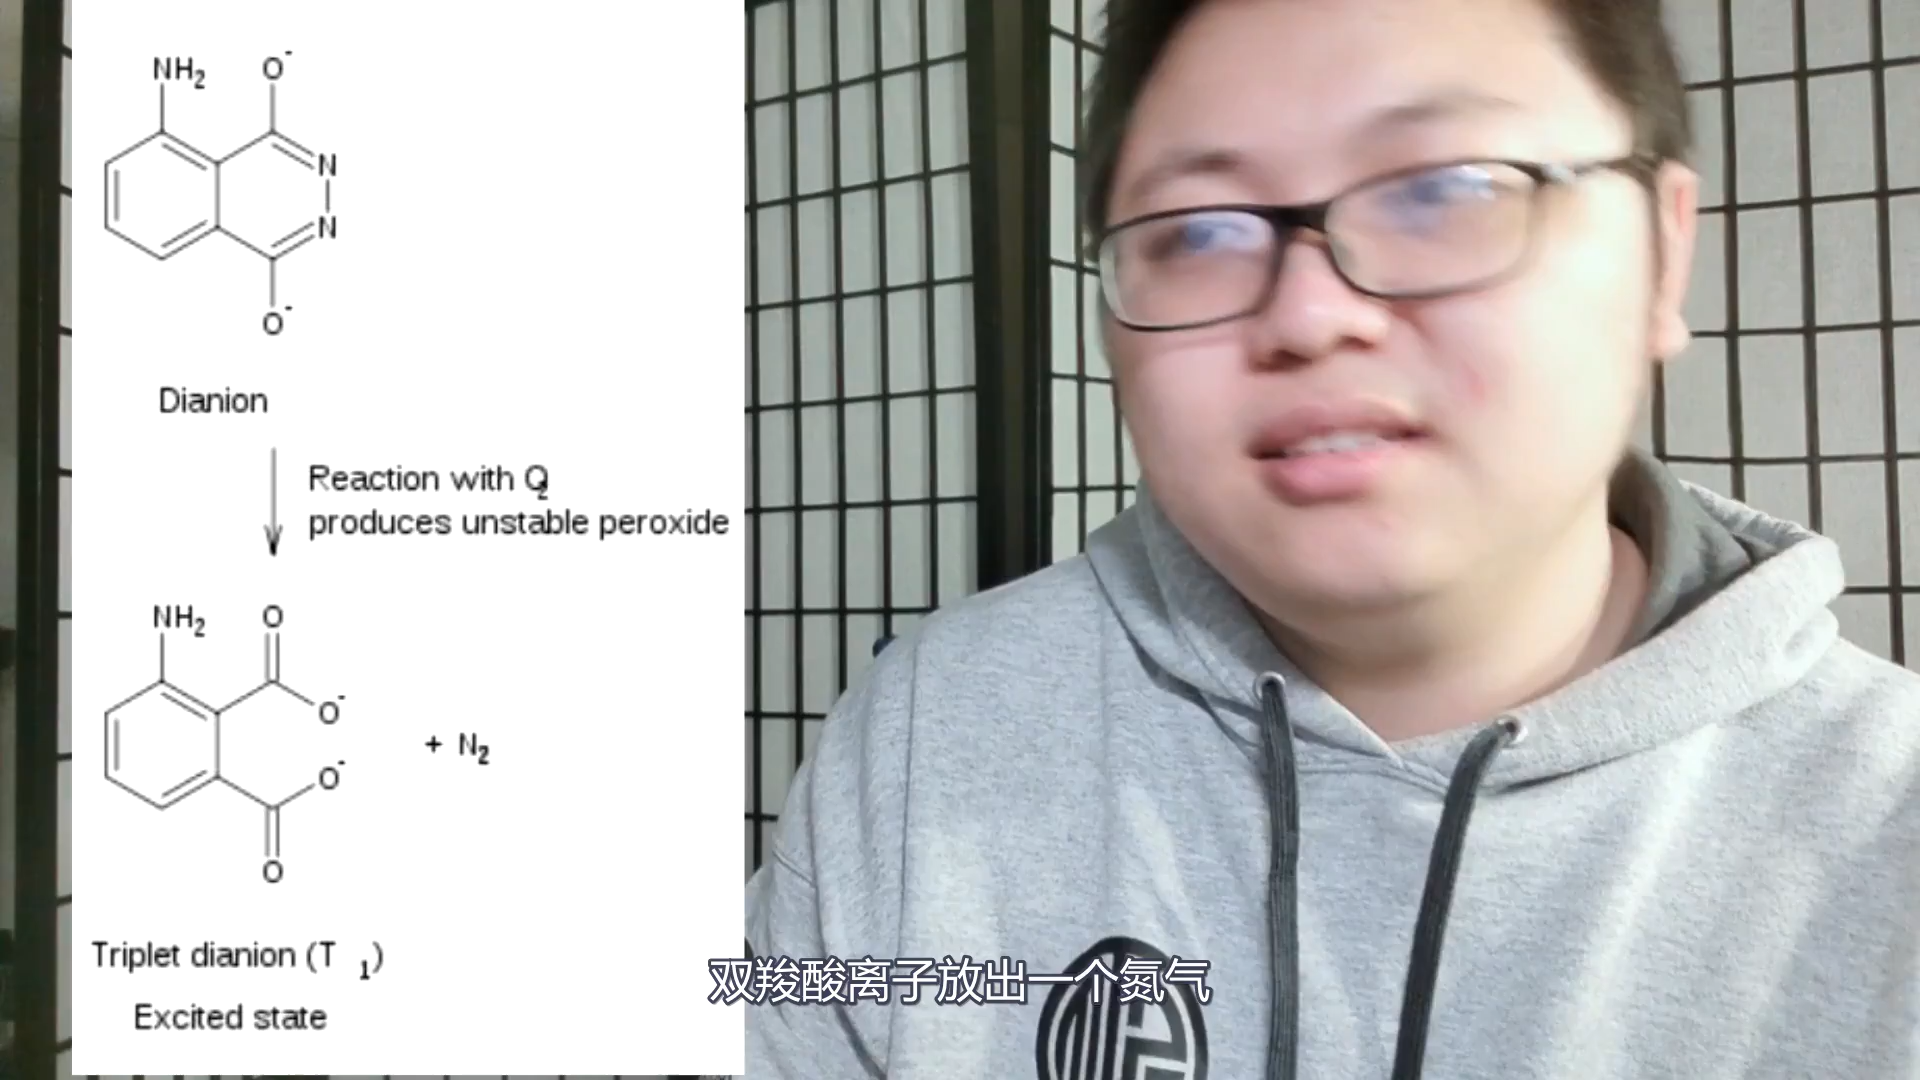 NH2 O-
N
N
O-
Dianion
Reaction with O2
produces unstable peroxide
NH2 O
O-
O-
+ N2
O
Triplet dianion (T 1)
Excited state
双羧酸离子放出一个氮气